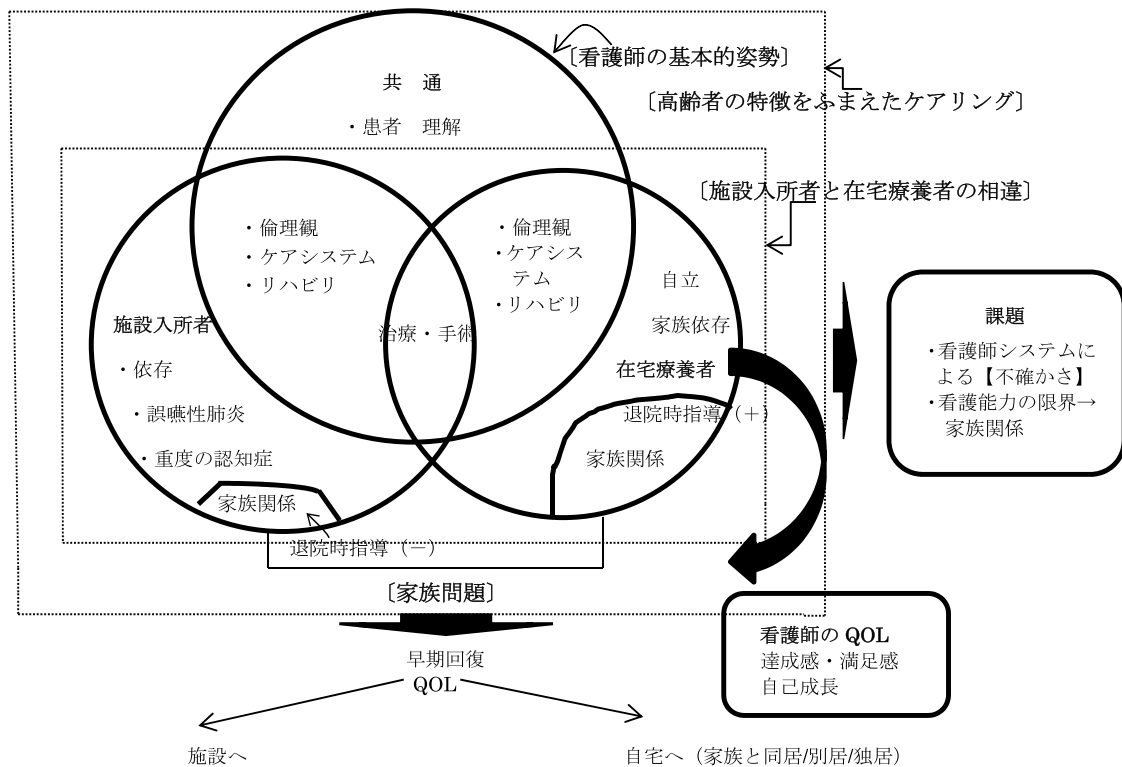 〔看護師の基本的姿勢〕
共　通
〔高齢者の特徴をふまえたケアリング〕
・患者　理解
〔施設入所者と在宅療養者の相違〕
・倫理観
・ケアシステム
・リハビリ
・倫理観
・ケアシス
テム
・リハビリ
自立
家族依存
在宅療養者
治療・手術
施設入所者
・依存
・誤嚥性肺炎
・重度の認知症
家族関係
退院時指導（－）
退院時指導（＋）
家族関係
課題
・看護師システムに
よる【不確かさ】
・看護能力の限界→
家族関係
〔家族問題〕
看護師の QOL
達成感・満足感
自己成長
早期回復
QOL
施設へ
自宅へ（家族と同居/別居/独居）